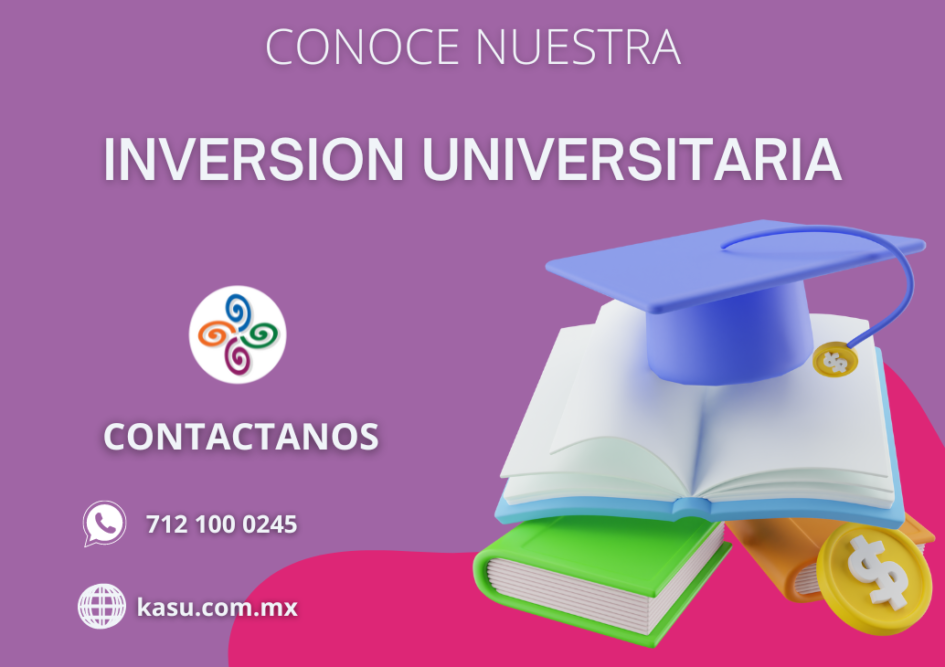 CONOCE NUESTRA
INVERSION UNIVERSITARIA
CONTACTANOS
712 100 0245
kasu.com.mx